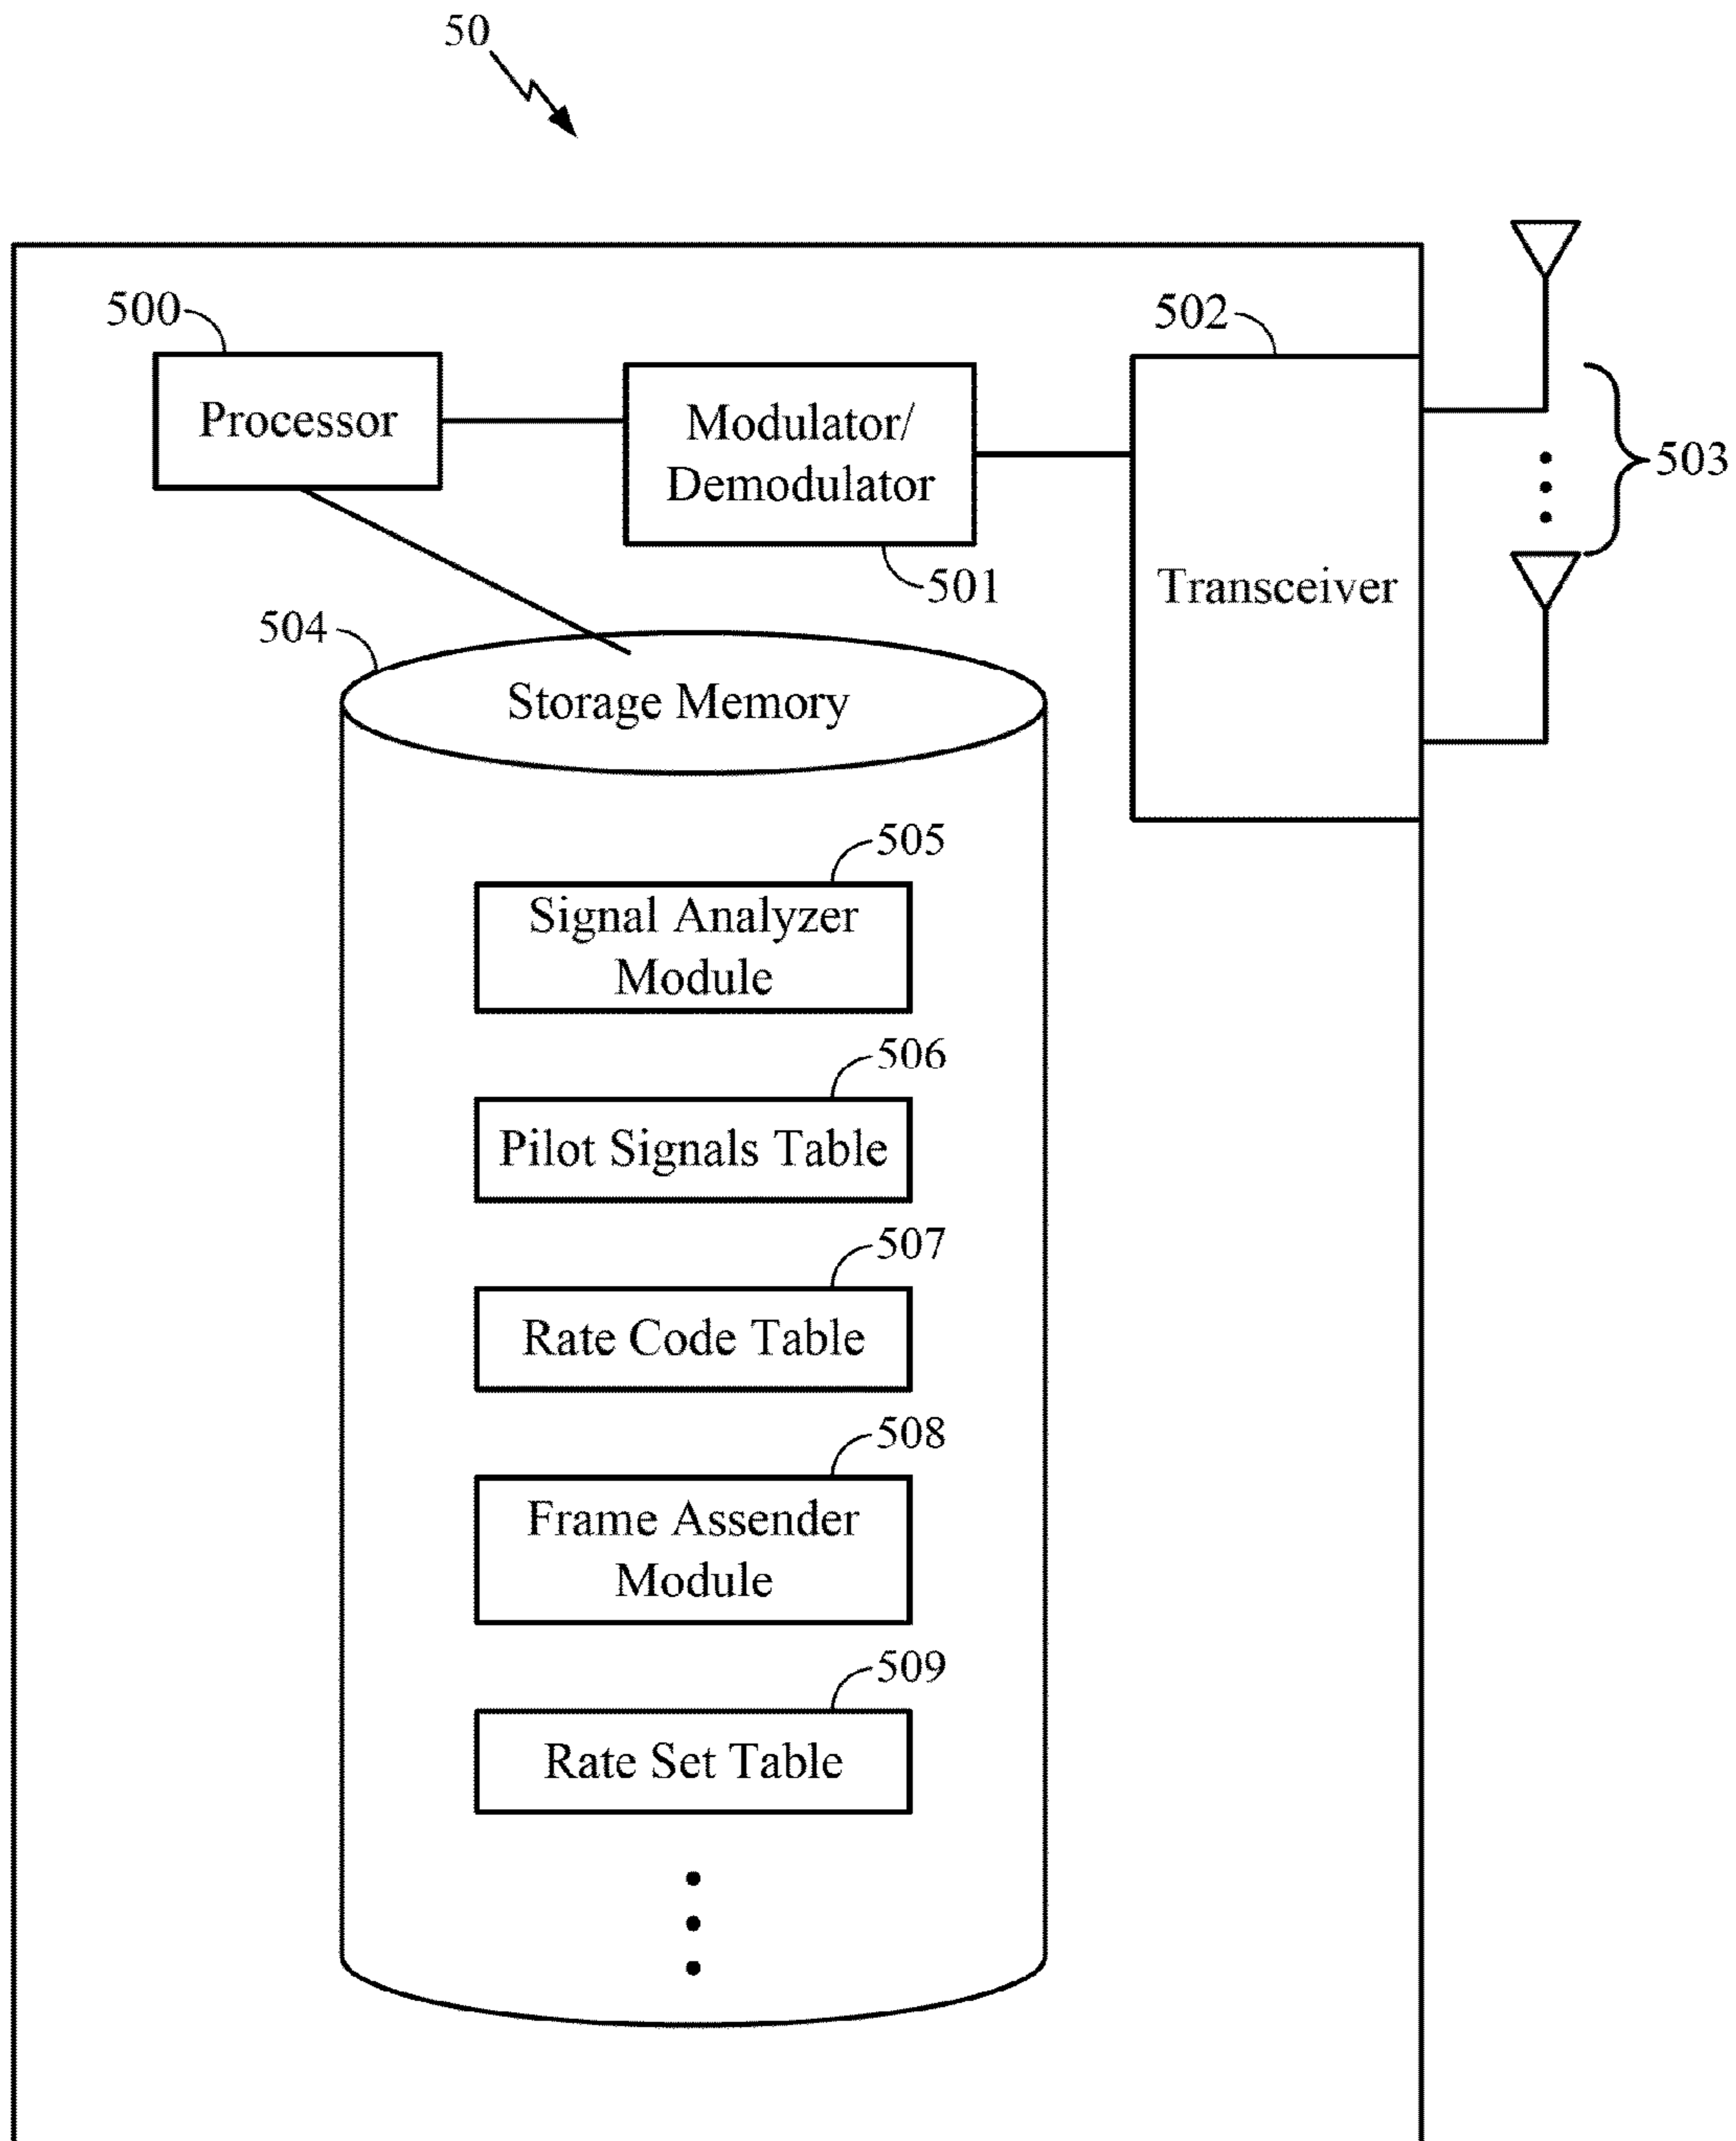 50
500
502
Processor
Modulator/
Demodulator
503
501
Transceiver
504
Storage Memory
505
Signal Analyzer
Module
506
Pilot Signals Table
507
Rate Code Table
508
Frame Assender
Module
509
Rate Set Table